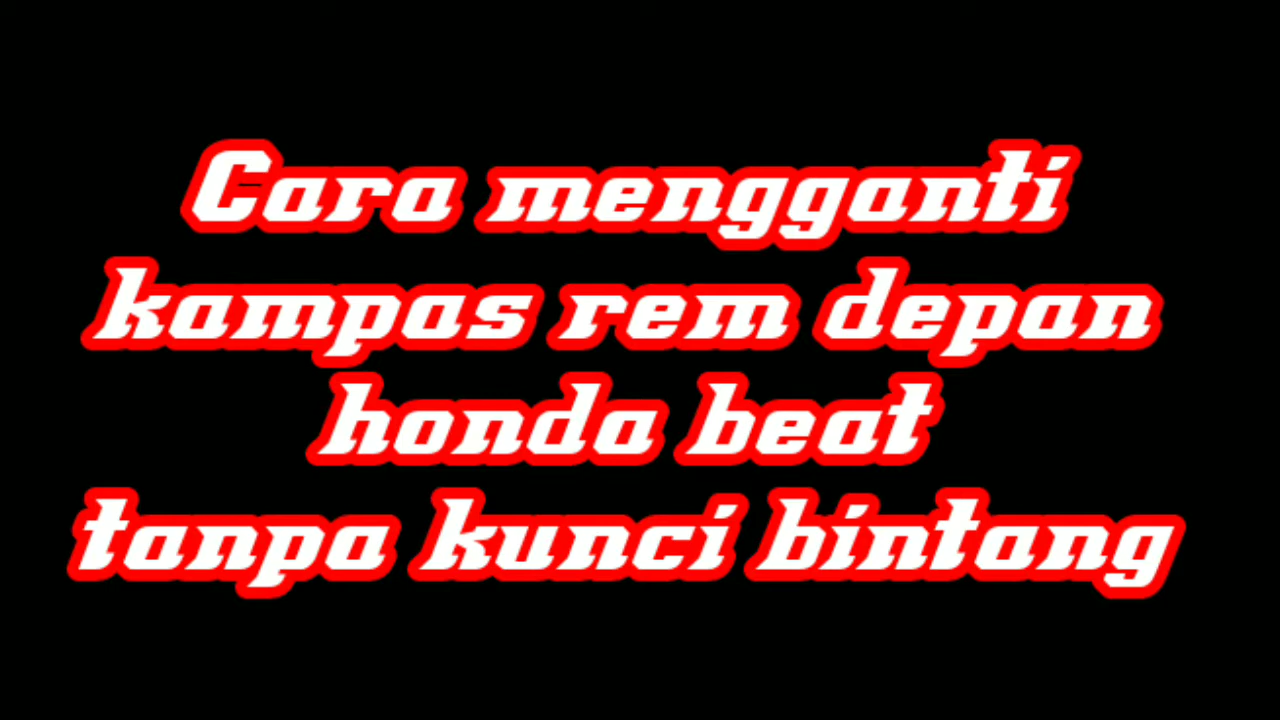 Cara mengganti
kampas rem depan
honda beat
tanpa kunci bintang